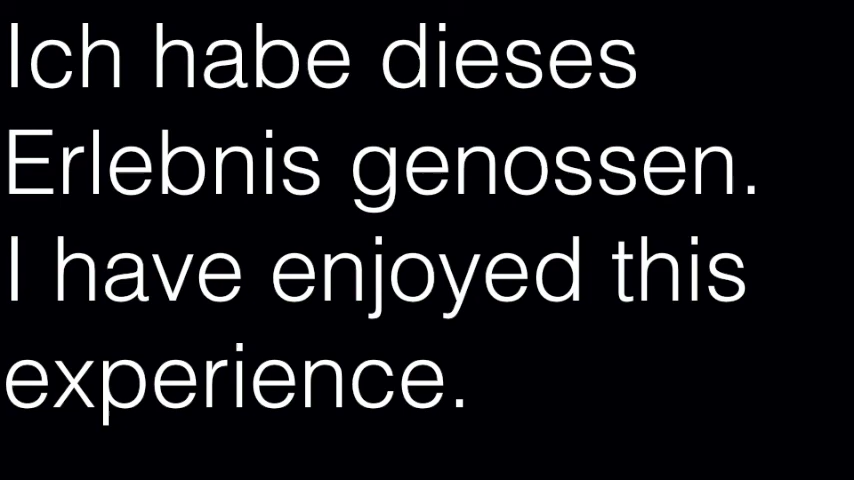 Ich habe dieses
Erlebnis genossen.
I have enjoyed this
experience.